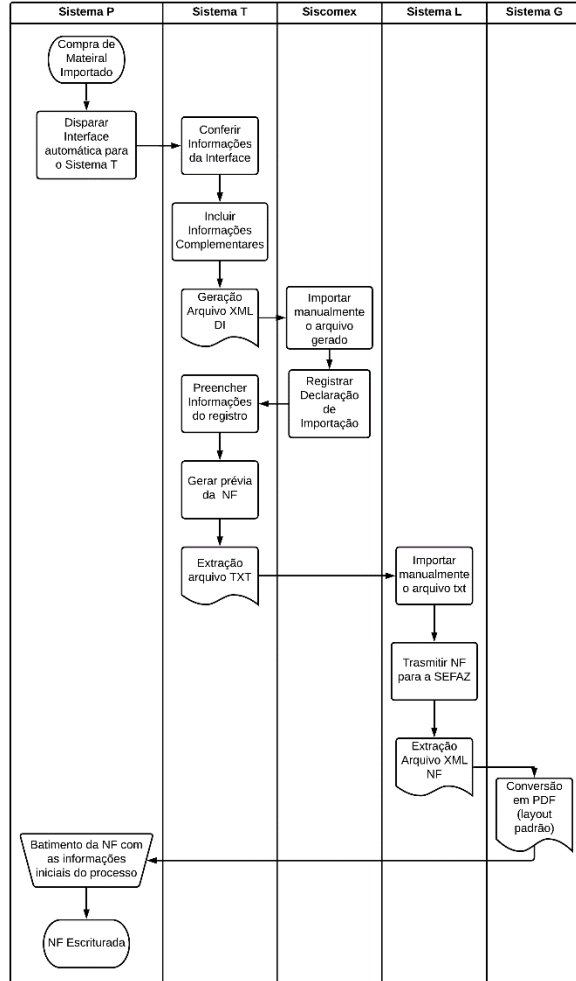 Sistema P
Sistema T
Siscomex
Sistema L
Sistema G
Compra de
Mateiral
Importado
Disparar
Interface
automática para
o Sistema T
Conferir
Informações
da Interface
Incluir
Informações
Complementares
Geração
Arquivo XML
DI
Importar
manualmente
o arquivo
gerado
Registrar
Declaração
de
Importação
Preencher
Informações
do registro
Gerar prévia
da NF
Extração
arquivo TXT
Importar
manualmente
o arquivo txt
Trasmitir NF
para a SEFAZ
Extração
Arquivo XML
NF
Conversão
em PDF
(layout
padrão)
Batimento da NF com
as informações
iniciais do processo
NF Escriturada